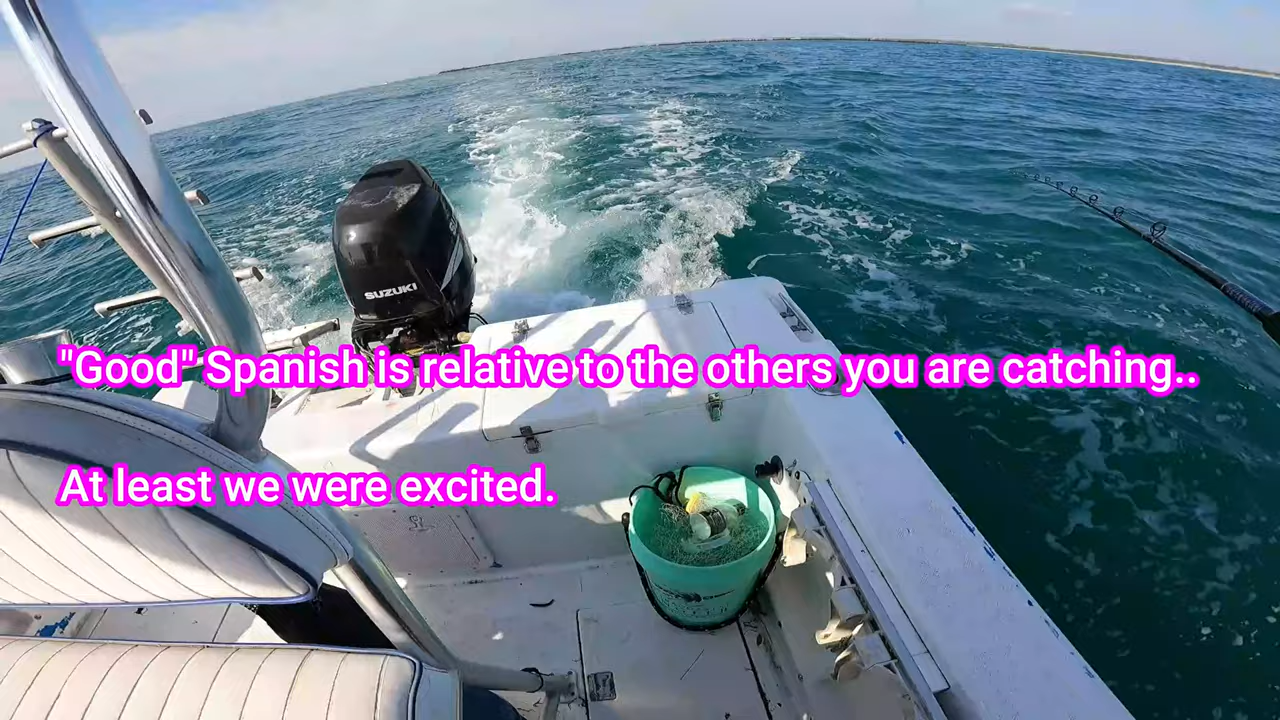 SUZUKI
"Good" Spanish is relative to the others you are catching..
At least we were excited.